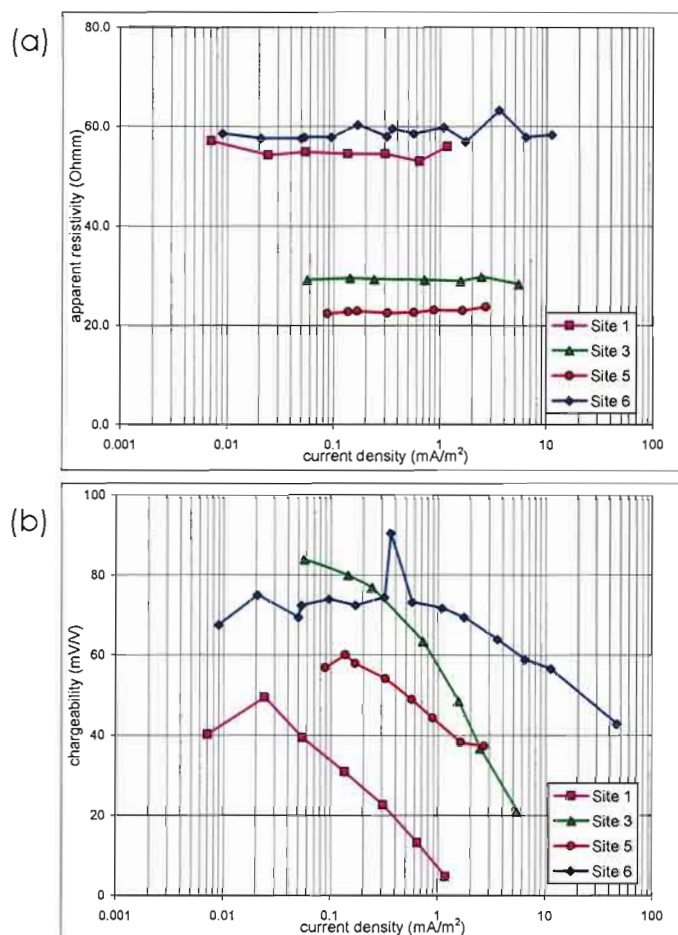 (a)
80.0
60.0
40.0
20.0
0.0
apparent resistivity (Ohmm)
Site 1
Site 3
Site 5
Site 6
0.001 0.01 0.1 1 10 100
current density (mA/m²)
(b)
100
80
60
40
20
0
chargeability (mV/V)
Site 1
Site 3
Site 5
Site 6
0.001 0.01 0.1 1 10 100
current density (mA/m²)